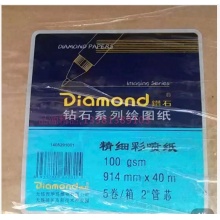 DIAMOND PAPERS
Imaging Series
Diamond 钻石
钻石系列绘图纸
精细彩喷纸
100 gsm
914 mm x 40 m
5卷/箱 2"管芯